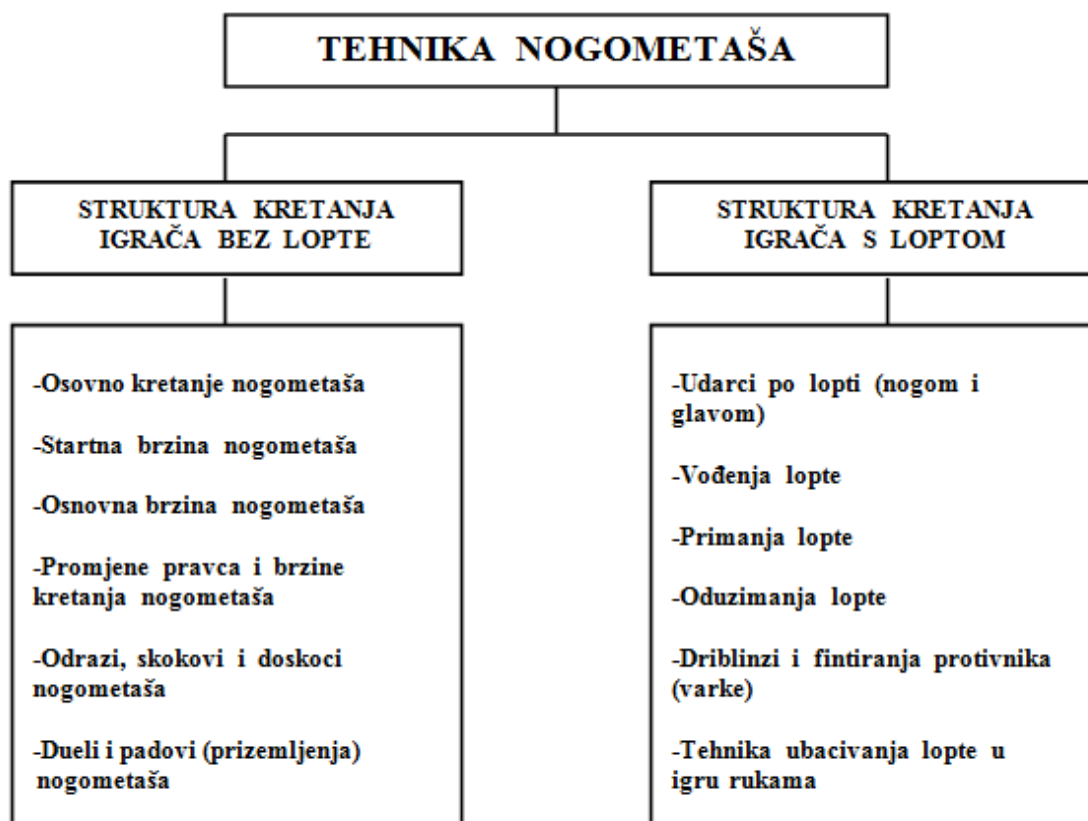 TEHNIKA NOGOMETAŠA
STRUKTURA KRETANJA
IGRAČA BEZ LOPTE
STRUKTURA KRETANJA
IGRAČA S LOPTOM
-Osovno kretanje nogometaša
-Startna brzina nogometaša
-Osnovna brzina nogometaša
-Promjene pravca i brzine
kretanja nogometaša
-Odrazi, skokovi i doskoci
nogometaša
-Dueli i padovi (prizemljenja)
nogometaša
-Udarci po lopti (nogom i
glavom)
-Vođenja lopte
-Primanja lopte
-Oduzimanja lopte
-Driblinzi i fintiranja protivnika
(varke)
-Tehnika ubacivanja lopte u
igru rukama